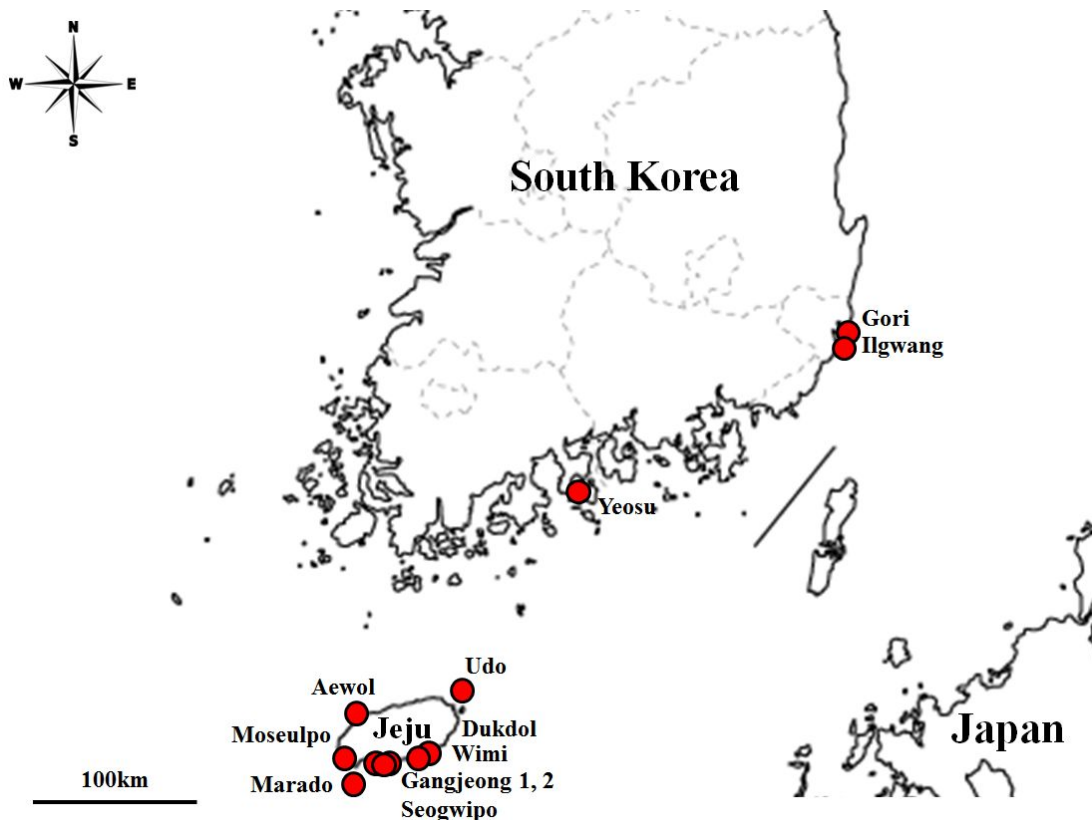 N
W
E
S
South Korea
Gori
Ilgwang
Yeosu
Udo
Aewol
Jeju
Dukdol
Moseulpo
Wimi
Japan
100km
Marado
Gangjeong 1, 2
Seogwipo